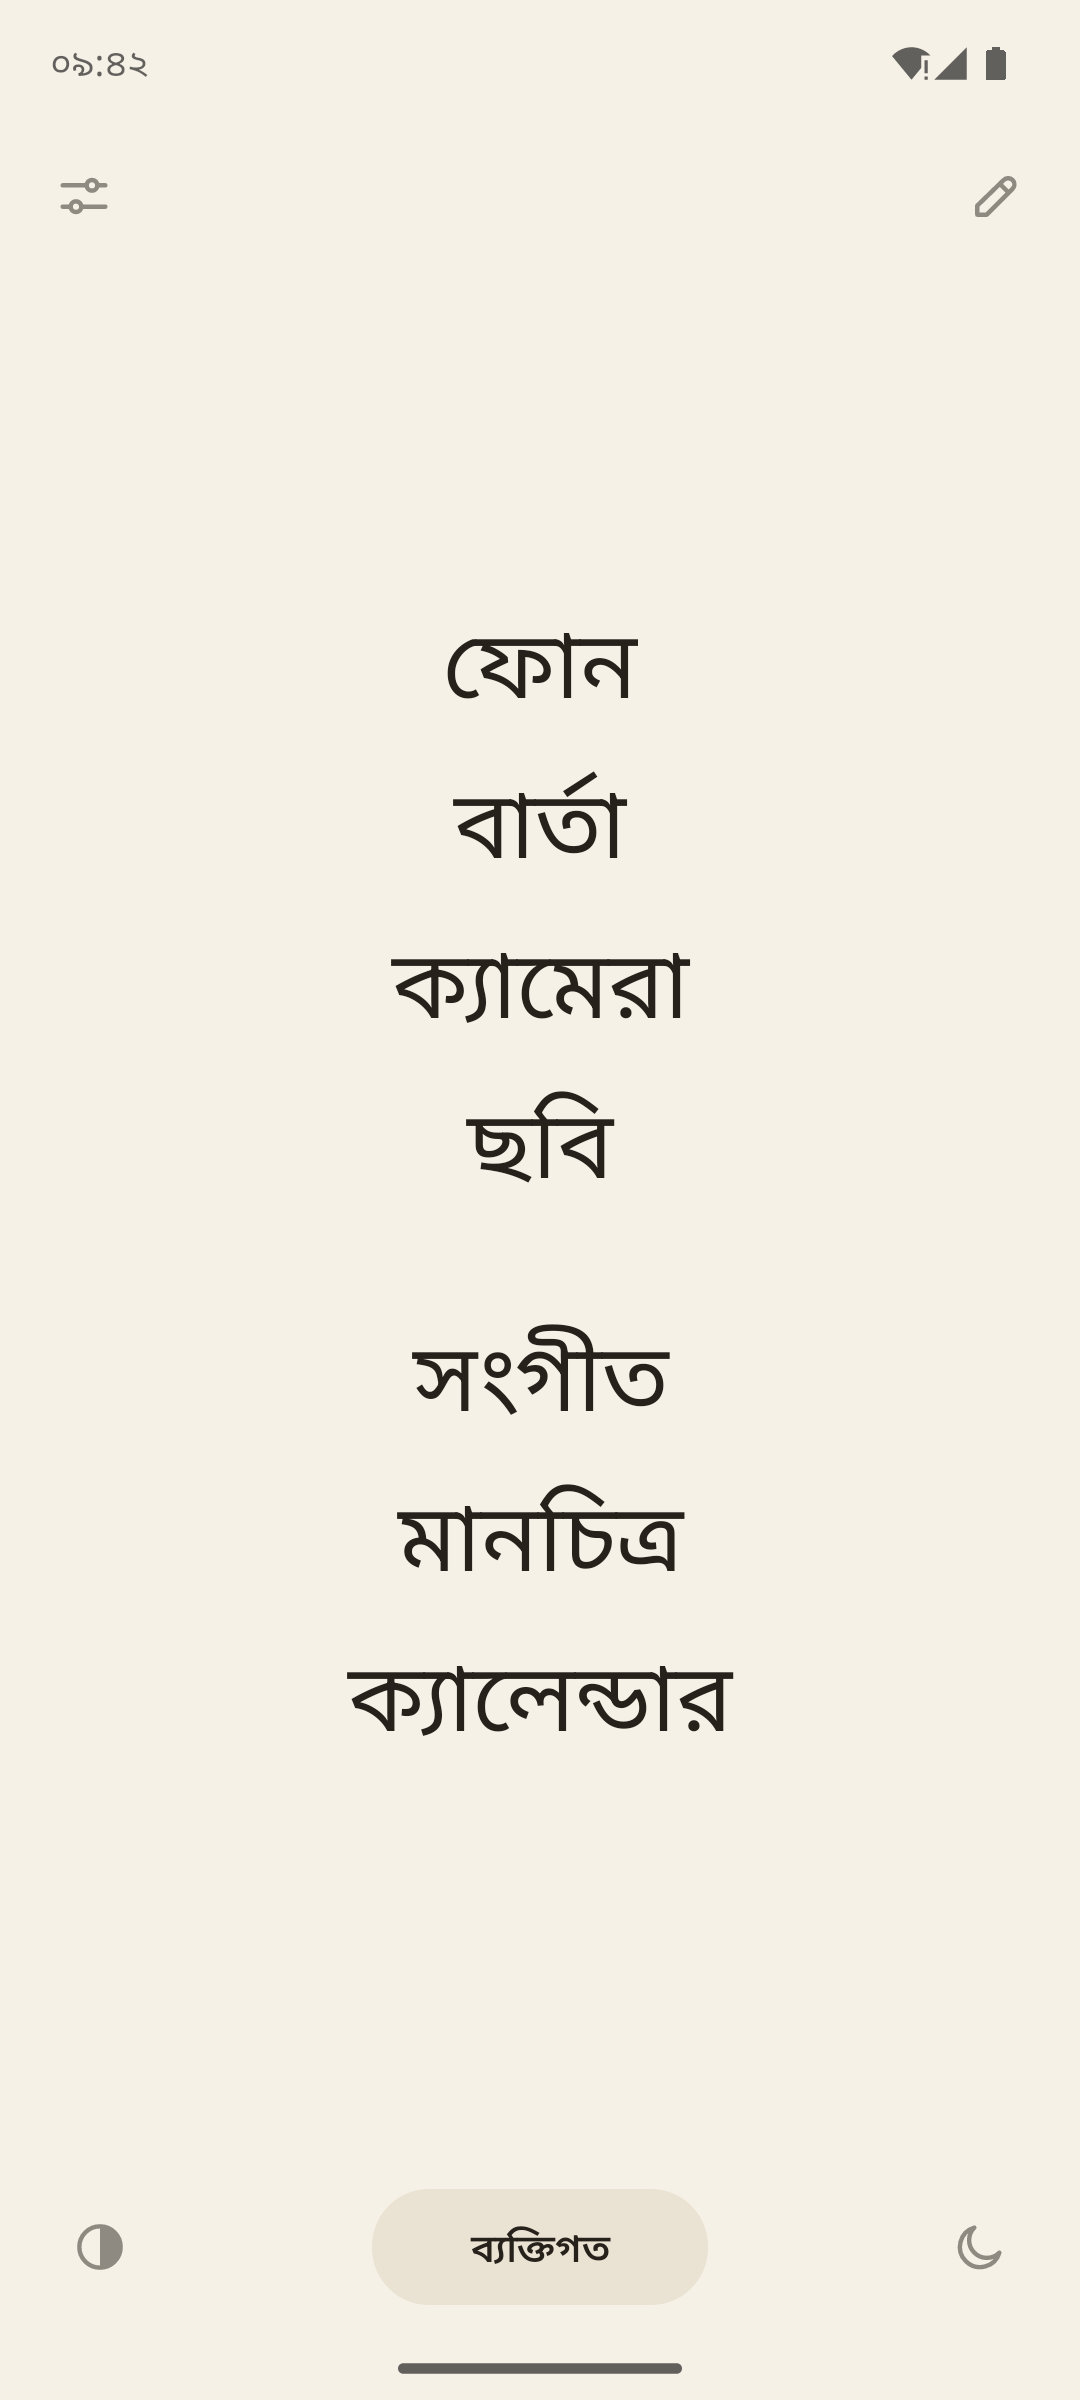 ০৯:৪২
ফোন
বার্তা
ক্যামেরা
ছবি
সংগীত
মানচিত্র
ক্যালেন্ডার
ব্যক্তিগত